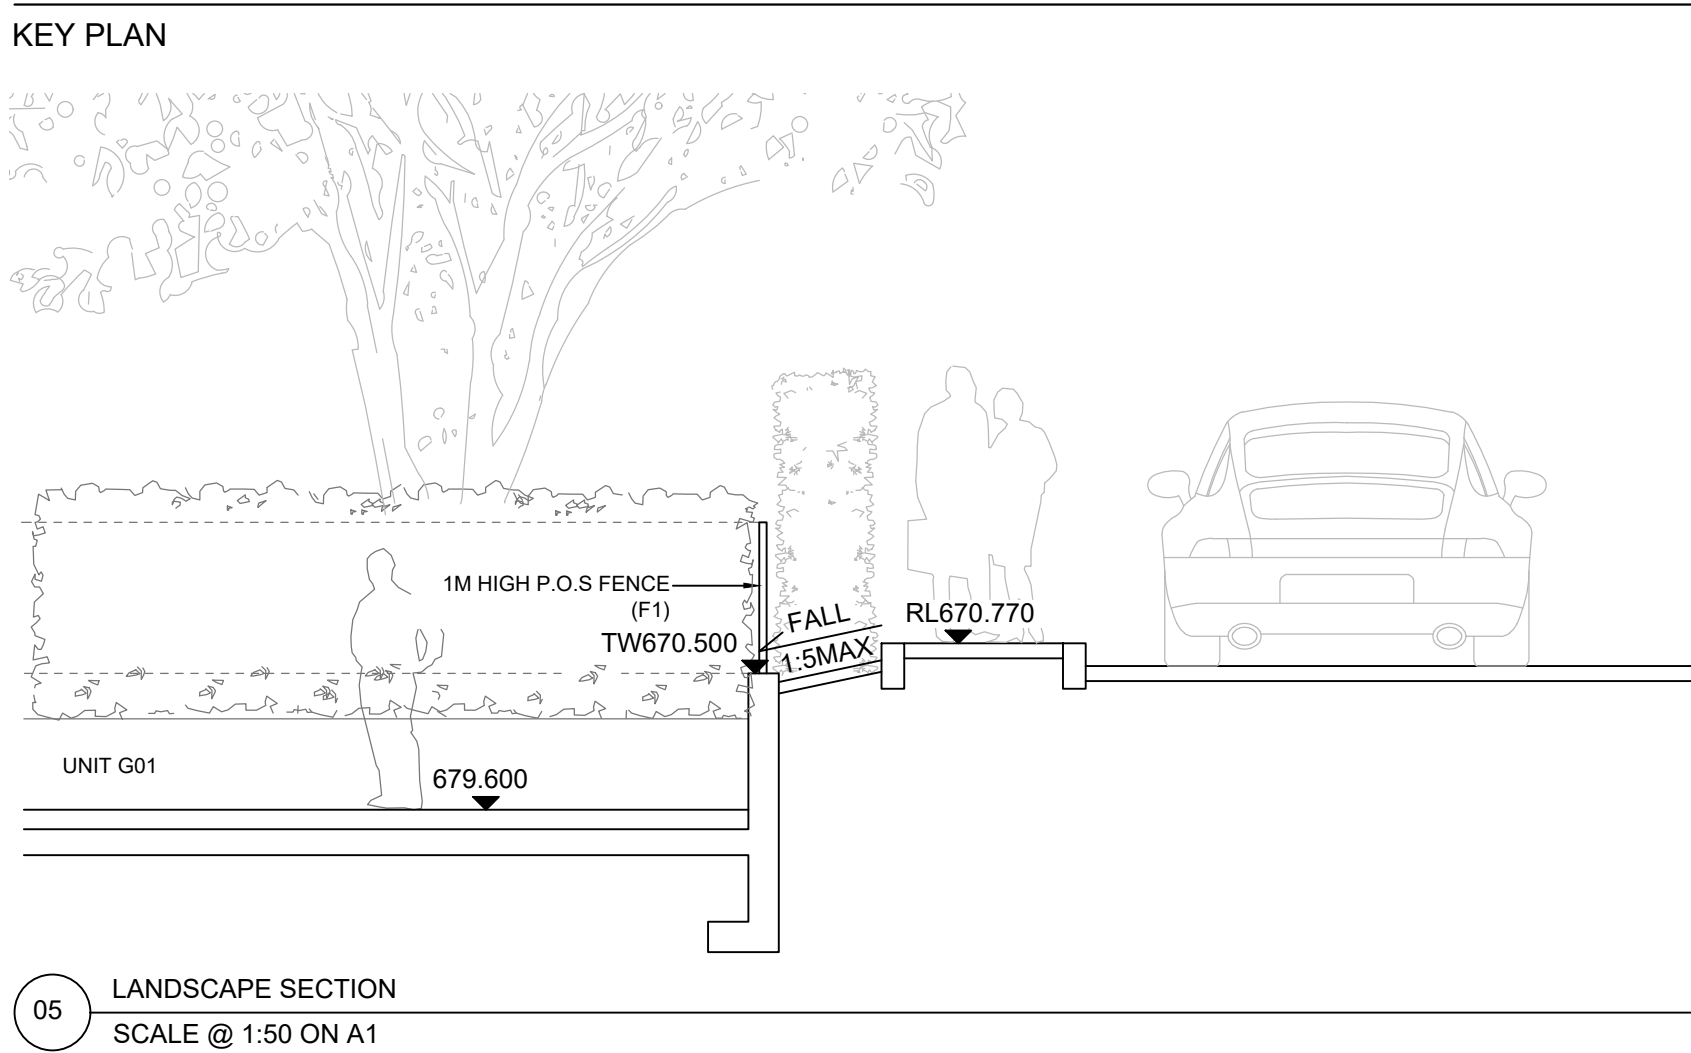 KEY PLAN
1M HIGH P.O.S FENCE
(F1)
TW670.500
FALL
1:5MAX
RL670.770
UNIT G01
679.600
05
LANDSCAPE SECTION
SCALE @ 1:50 ON A1